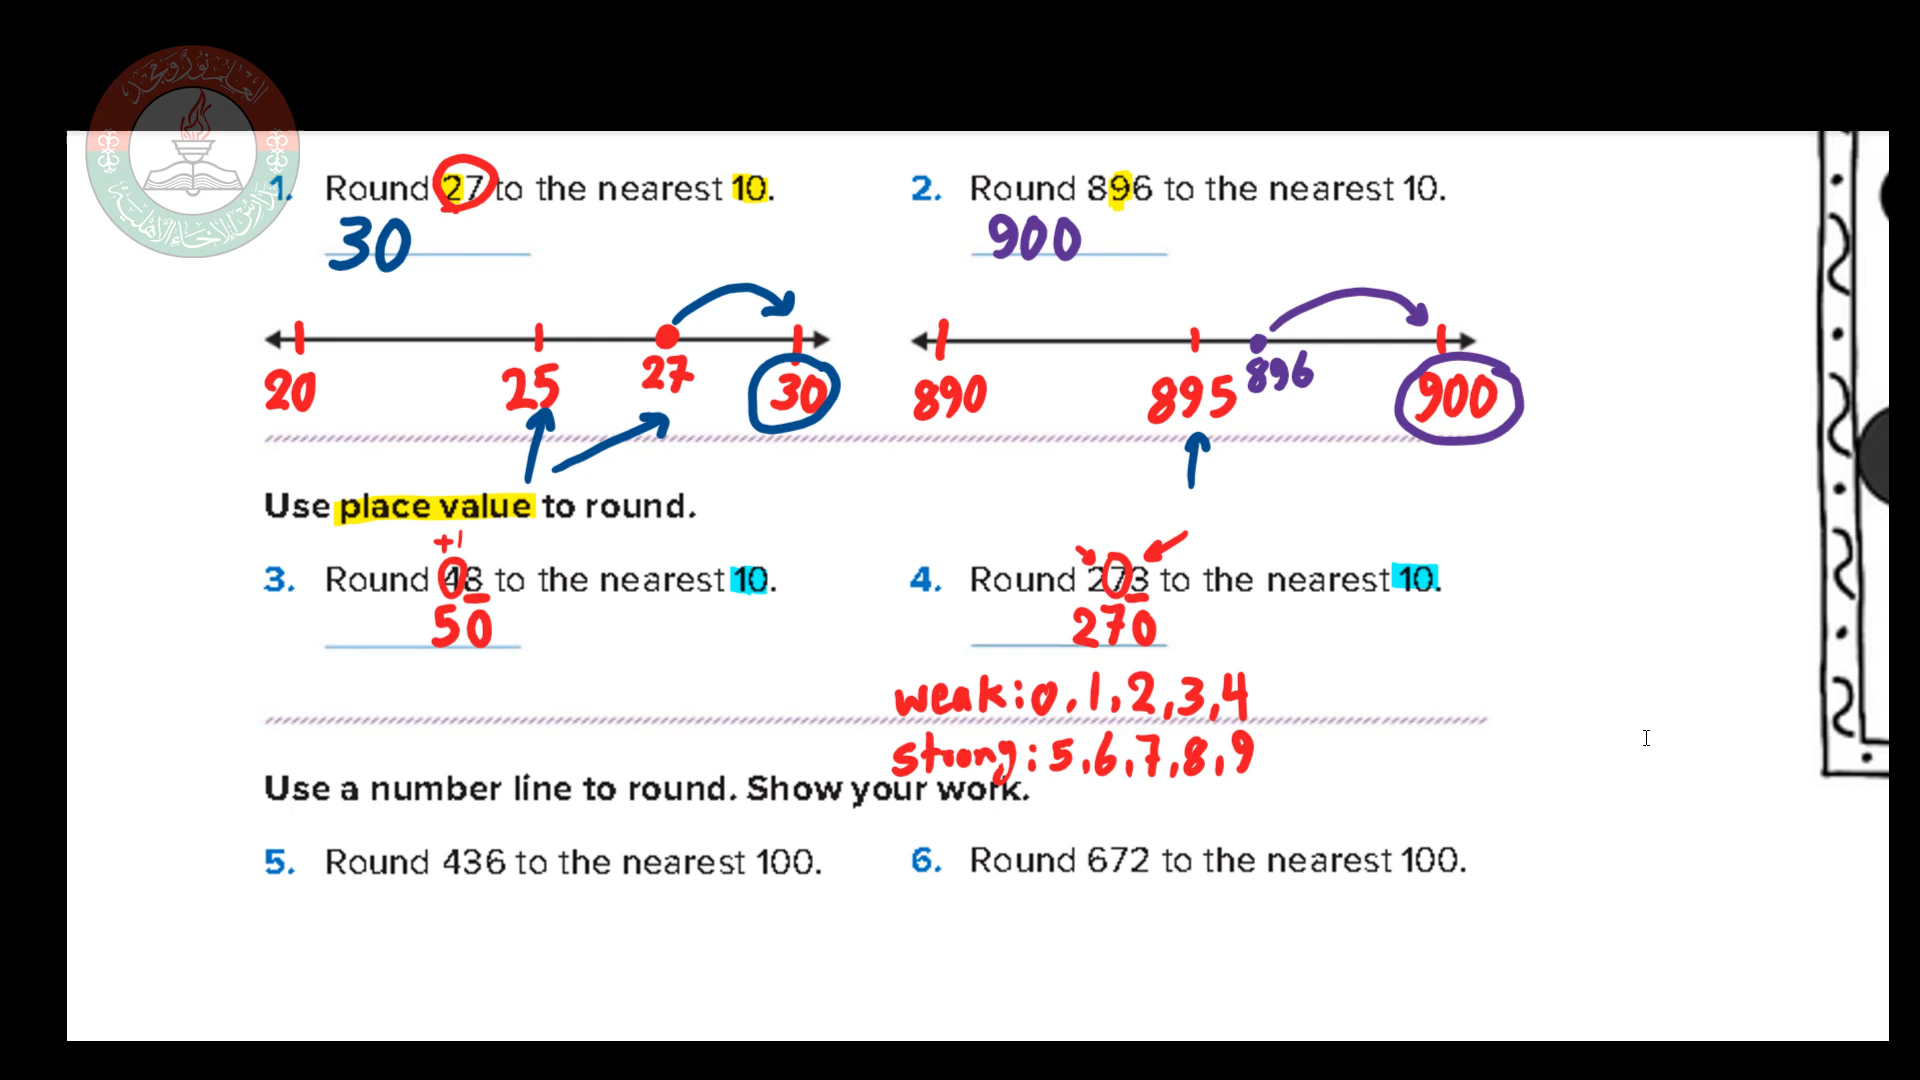 1. Round 27 to the nearest 10.
30
20 25 27 30
2. Round 896 to the nearest 10.
900
890 895 896 900
Use place value to round.
+1
3. Round 48 to the nearest 10.
50
4. Round 273 to the nearest 10.
270
weak: 0, 1, 2, 3, 4
strong: 5, 6, 7, 8, 9
Use a number line to round. Show your work.
5. Round 436 to the nearest 100.
6. Round 672 to the nearest 100.